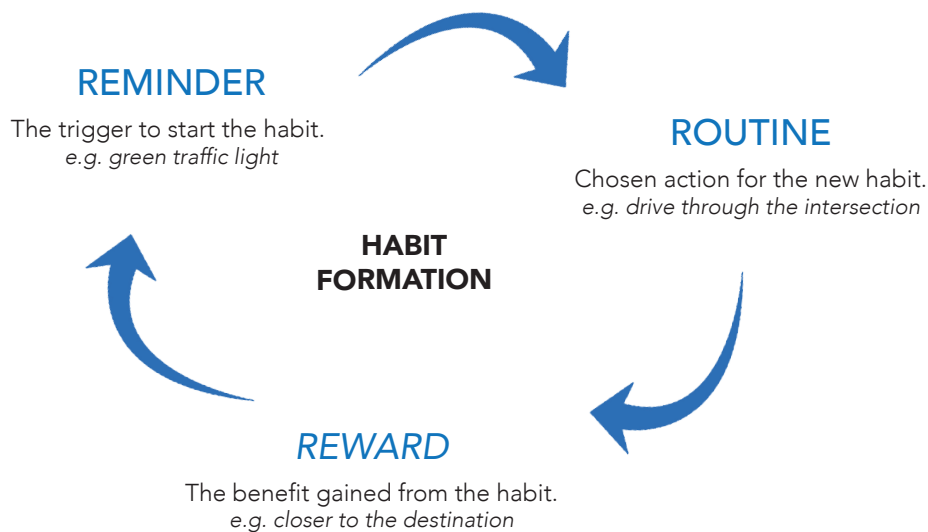 REMINDER
The trigger to start the habit.
e.g. green traffic light
ROUTINE
Chosen action for the new habit.
e.g. drive through the intersection
HABIT
FORMATION
REWARD
The benefit gained from the habit.
e.g. closer to the destination